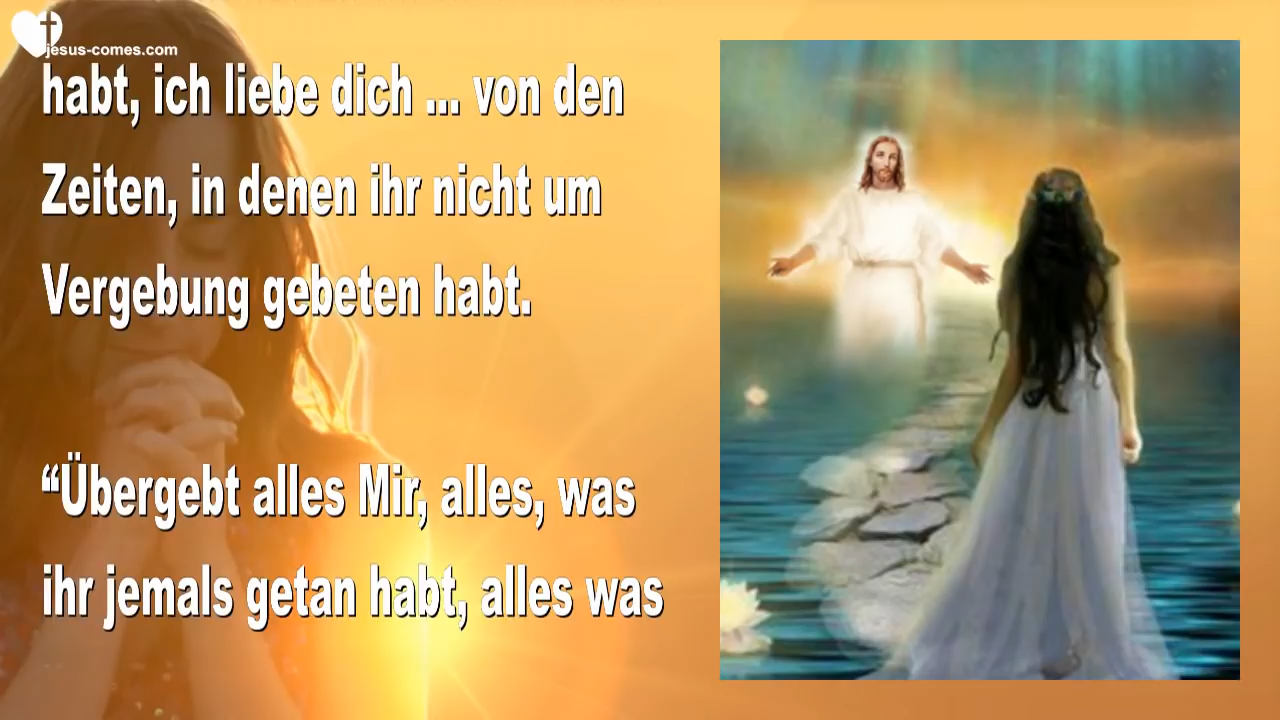 jesus-comes.com
habt, ich liebe dich ... von den
Zeiten, in denen ihr nicht um
Vergebung gebeten habt.
“Übergebt alles Mir, alles, was
ihr jemals getan habt, alles was